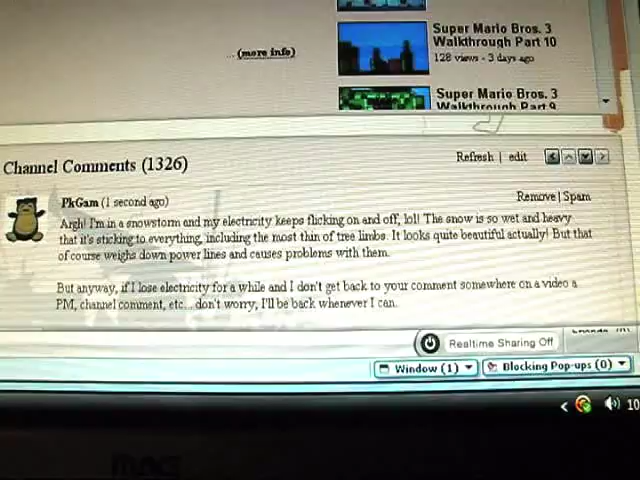 ... (more info)
Super Mario Bros. 3
Walkthrough Part 10
128 views - 3 days ago
Super Mario Bros. 3
Walkthrough Part 9
Channel Comments (1326)
Refresh | edit
PkGam (1 second ago)
Remove | Spam
Argh! I'm in a snowstorm and my electricity keeps flicking on and off, lol! The snow is so wet and heavy
that it's sticking to everything, including the most thin of tree limbs. It looks quite beautiful actually! But that
of course weighs down power lines and causes problems with them.
But anyway, if I lose electricity for a while and I don't get back to your comment somewhere on a video a
PM, channel comment, etc... don't worry, I'll be back whenever I can.
Realtime Sharing Off
Window (1)
Blocking Pop-ups (0)
10